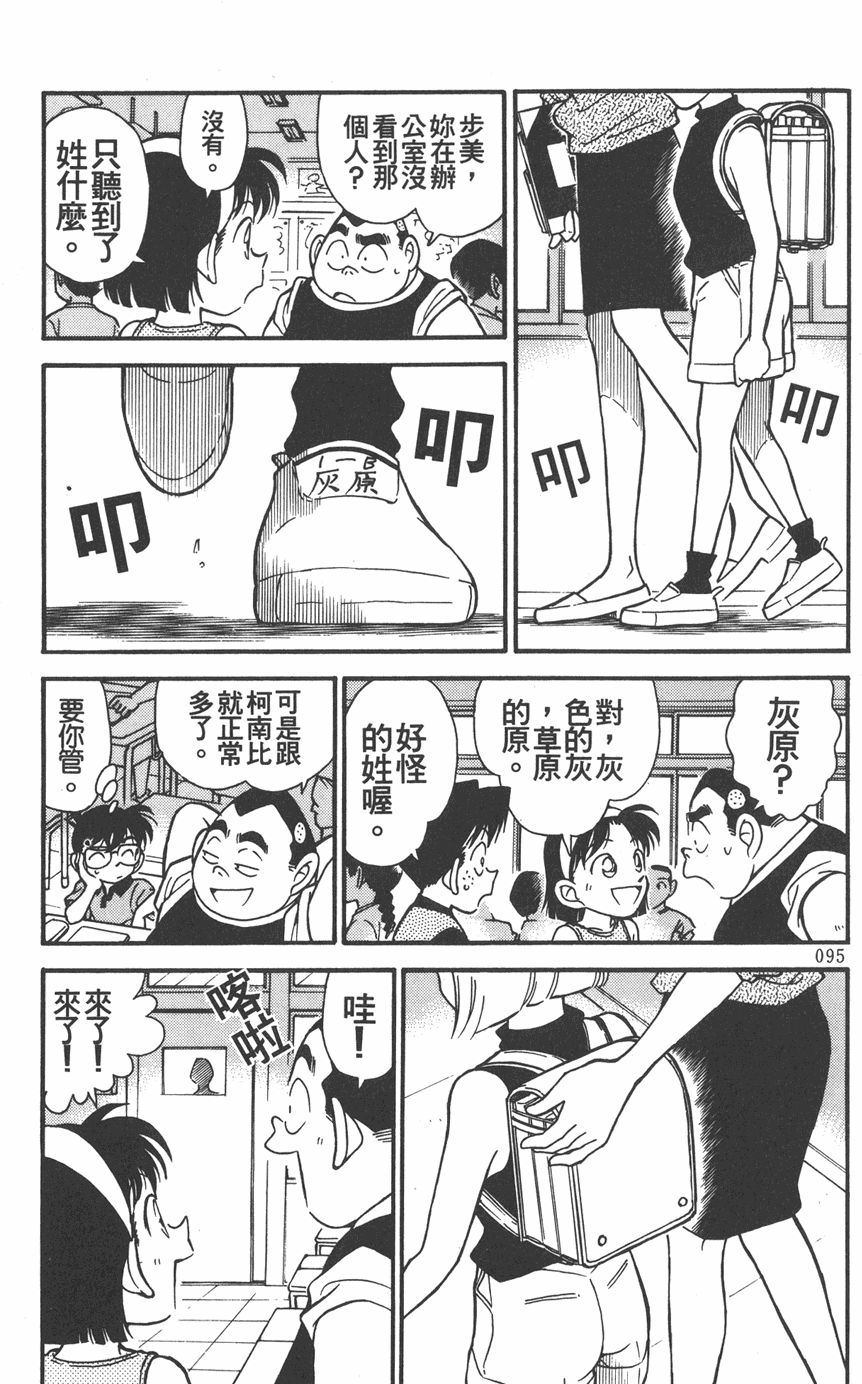 叩
叩
步美，
妳在辦
公室沒
看到那
個人？
沒有。
只聽到了
姓什麼。
1-B
灰原
叩
叩
灰原？
對，灰
色的灰
，草原
的原。
好怪
的姓喔。
可是跟
柯南比
就正常
多了。
要你管。
095
哇！
喀啦
來了！
來了！